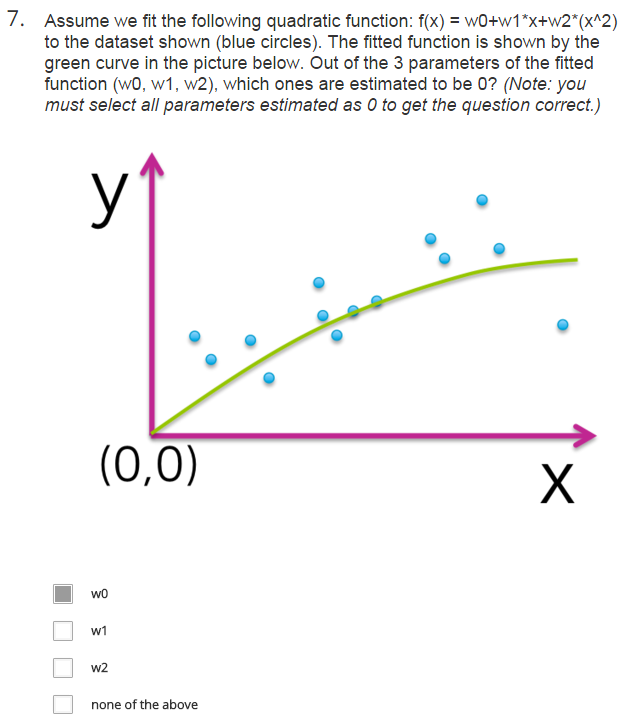 7. Assume we fit the following quadratic function: f(x) = w0+w1*x+w2*(x^2)
to the dataset shown (blue circles). The fitted function is shown by the
green curve in the picture below. Out of the 3 parameters of the fitted
function (w0, w1, w2), which ones are estimated to be 0? (Note: you
must select all parameters estimated as 0 to get the question correct.)
y
(0,0)
x
w0
w1
w2
none of the above